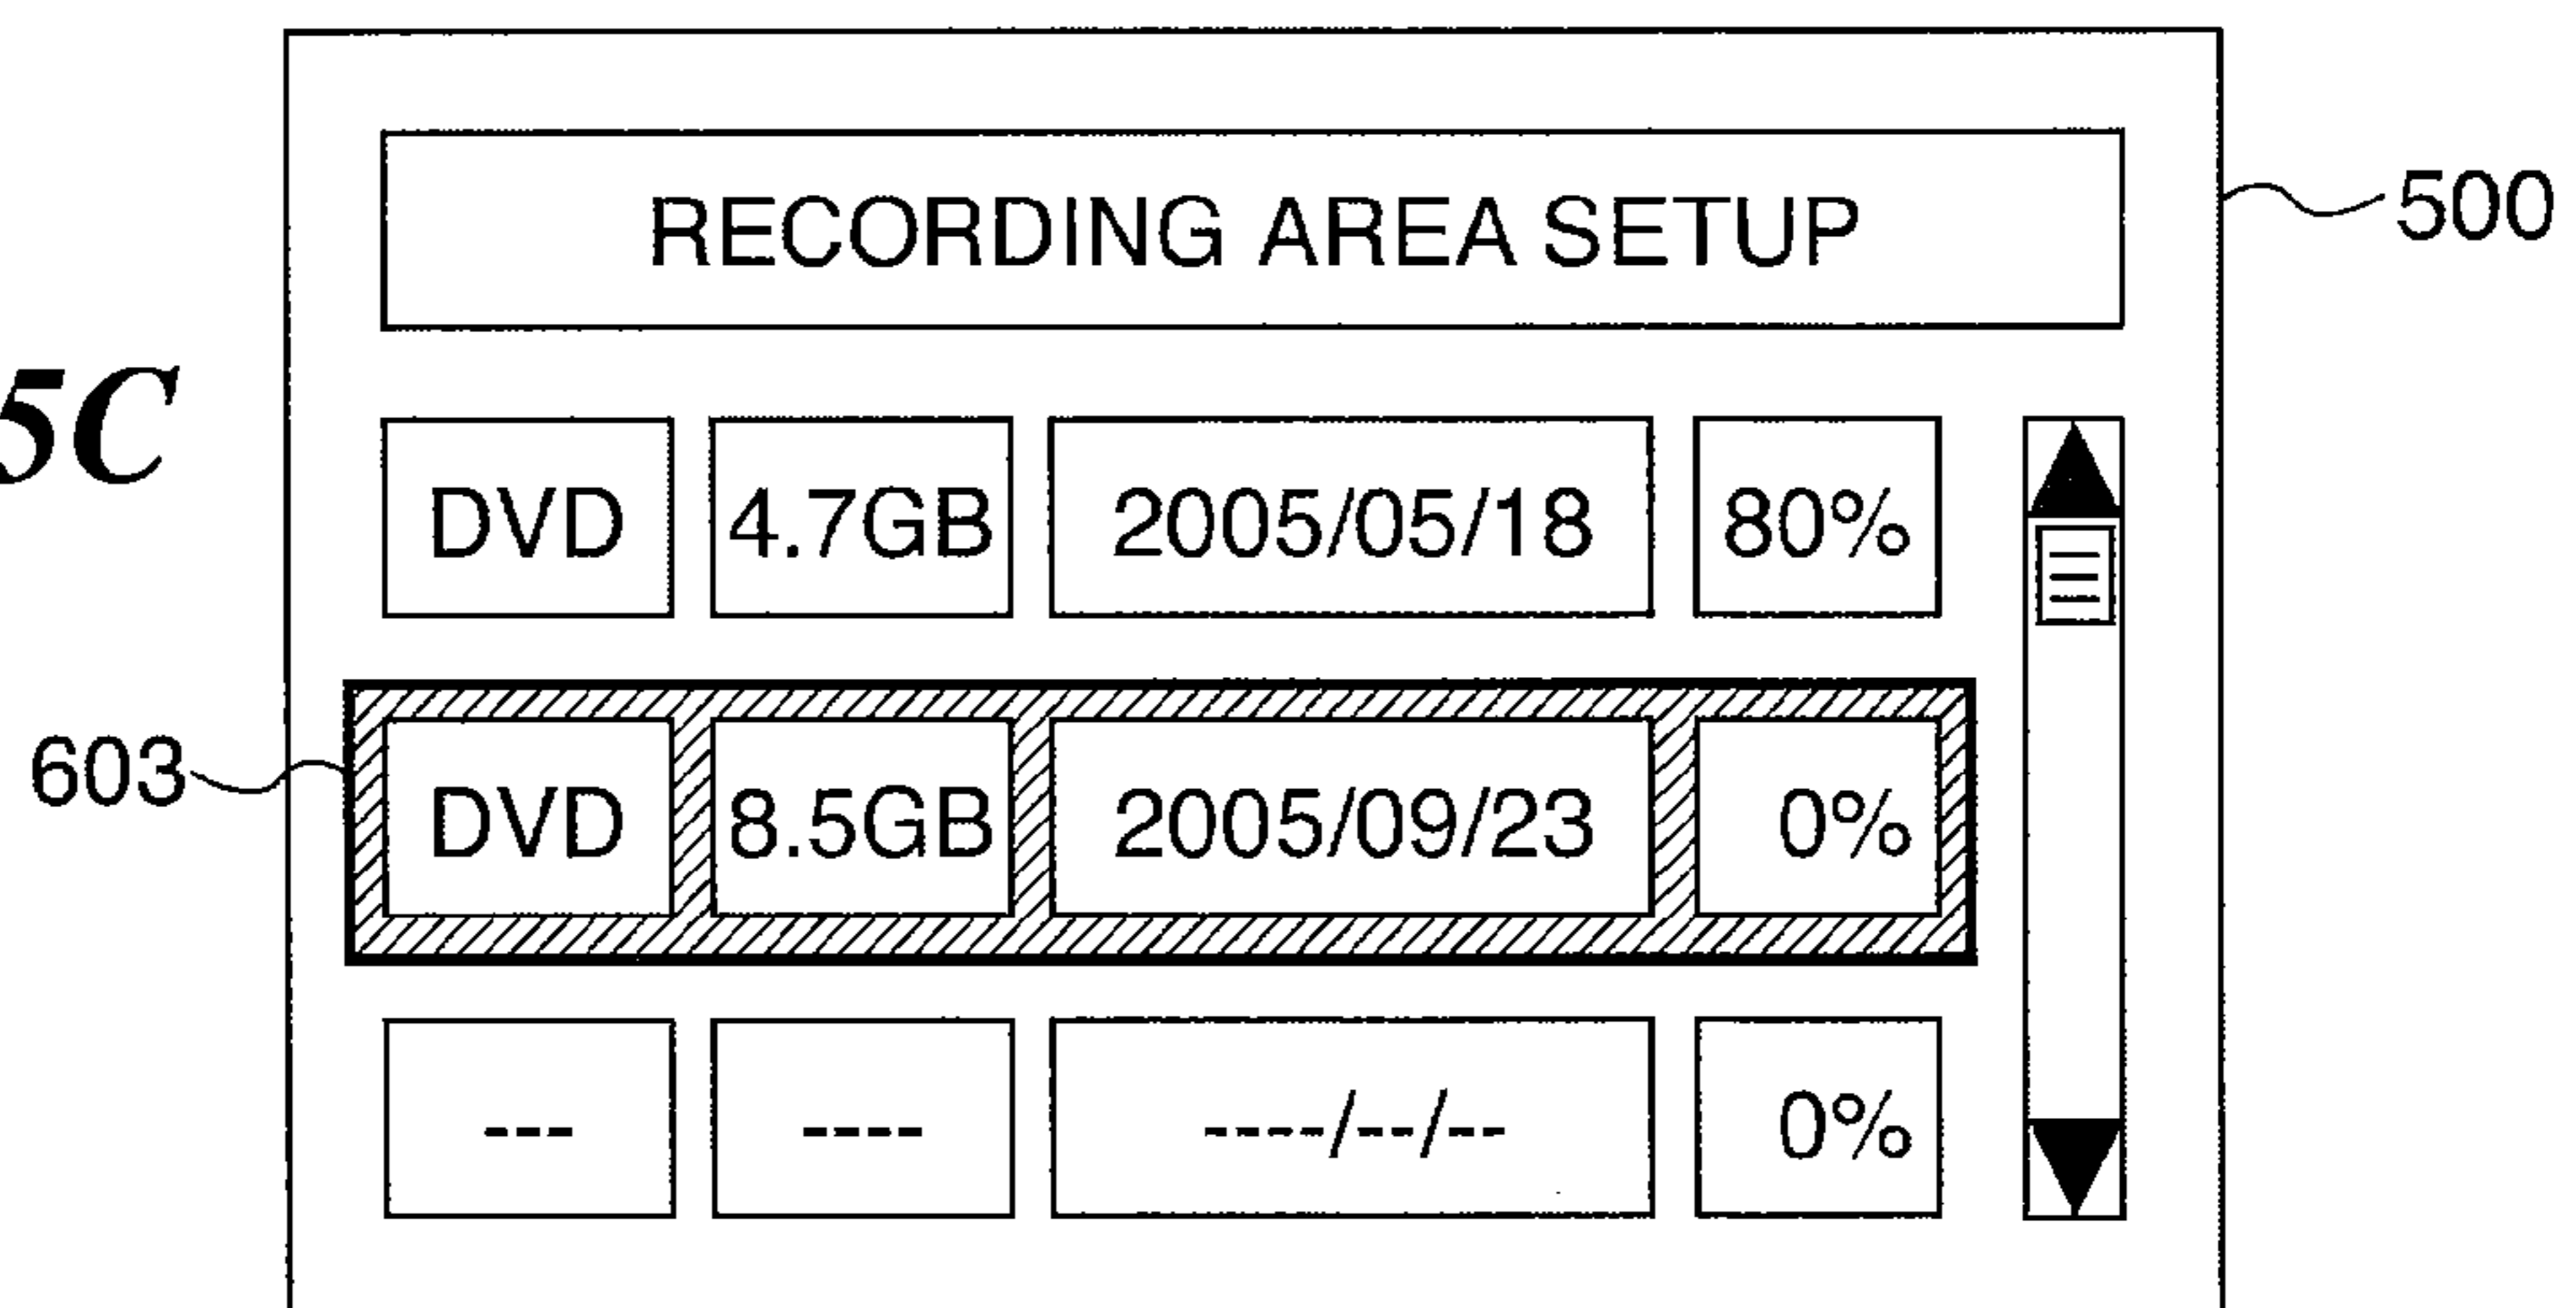 RECORDING AREA SETUP
500
5C
DVD 4.7GB 2005/05/18 80%
603
DVD 8.5GB 2005/09/23 0%
--- ---- ----/--/-- 0%